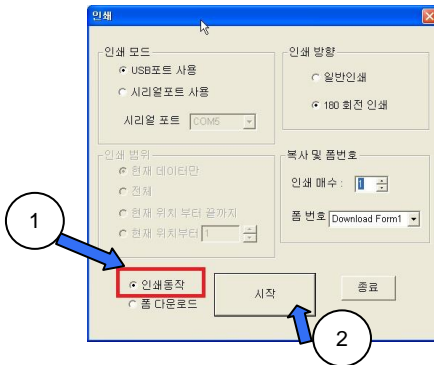 인쇄
인쇄 모드
USB포트 사용
시리얼포트 사용
시리얼 포트 COM5
인쇄 방향
일반인쇄
180 회전 인쇄
인쇄 범위
현재 데이터만
전체
현재 위치 부터 끝까지
현재 위치부터 1
복사 및 폼번호
인쇄 매수 : 1
폼 번호 Download Form1
1
인쇄동작
폼 다운로드
시작
종료
2